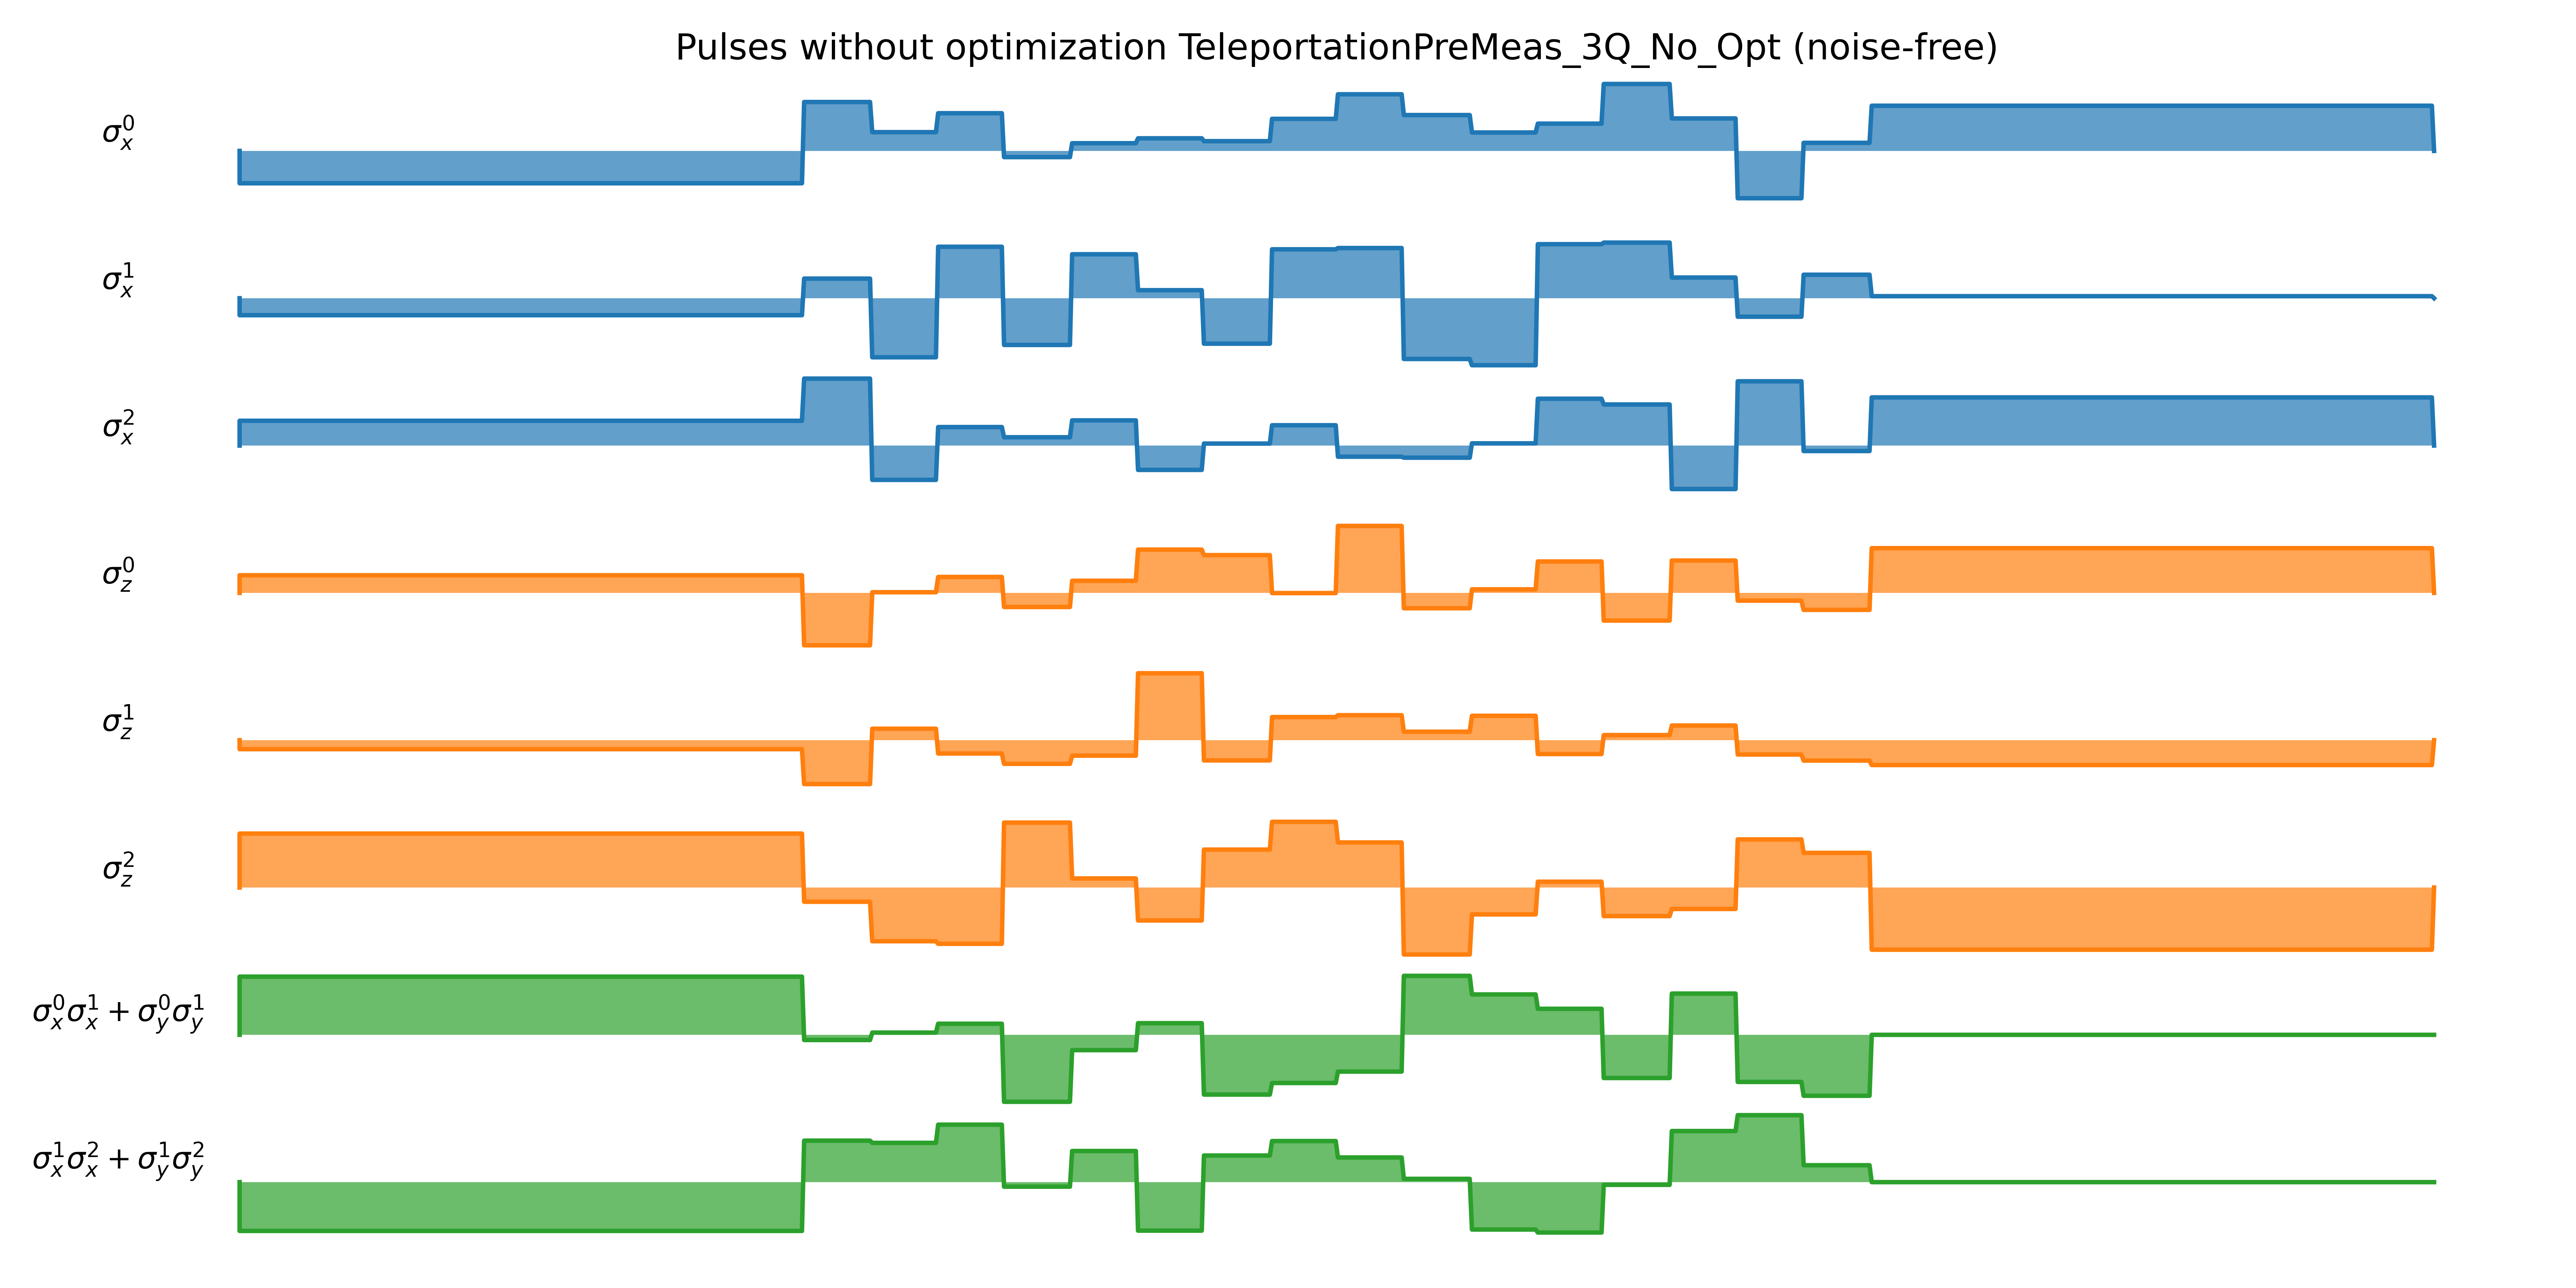 Pulses without optimization TeleportationPreMeas_3Q_No_Opt (noise-free)
σ_x^0
σ_x^1
σ_x^2
σ_z^0
σ_z^1
σ_z^2
σ_x^0σ_x^1 + σ_y^0σ_y^1
σ_x^1σ_x^2 + σ_y^1σ_y^2